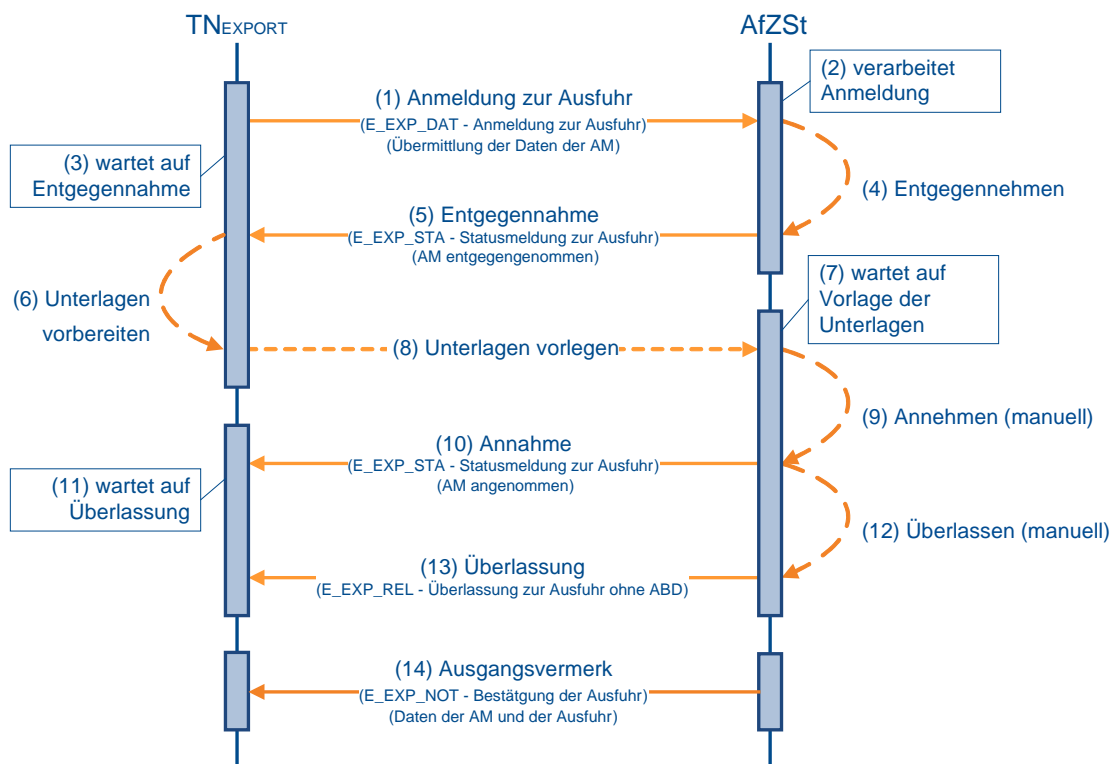 TNEXPORT
AfZSt
(2) verarbeitet
Anmeldung
(1) Anmeldung zur Ausfuhr
(E_EXP_DAT - Anmeldung zur Ausfuhr)
(Übermittlung der Daten der AM)
(3) wartet auf
Entgegennahme
(4) Entgegennehmen
(5) Entgegennahme
(E_EXP_STA - Statusmeldung zur Ausfuhr)
(AM entgegengenommen)
(6) Unterlagen
vorbereiten
(7) wartet auf
Vorlage der
Unterlagen
(8) Unterlagen vorlegen
(9) Annehmen (manuell)
(10) Annahme
(E_EXP_STA - Statusmeldung zur Ausfuhr)
(AM angenommen)
(11) wartet auf
Überlassung
(12) Überlassen (manuell)
(13) Überlassung
(E_EXP_REL - Überlassung zur Ausfuhr ohne ABD)
(14) Ausgangsvermerk
(E_EXP_NOT - Bestätgung der Ausfuhr)
(Daten der AM und der Ausfuhr)